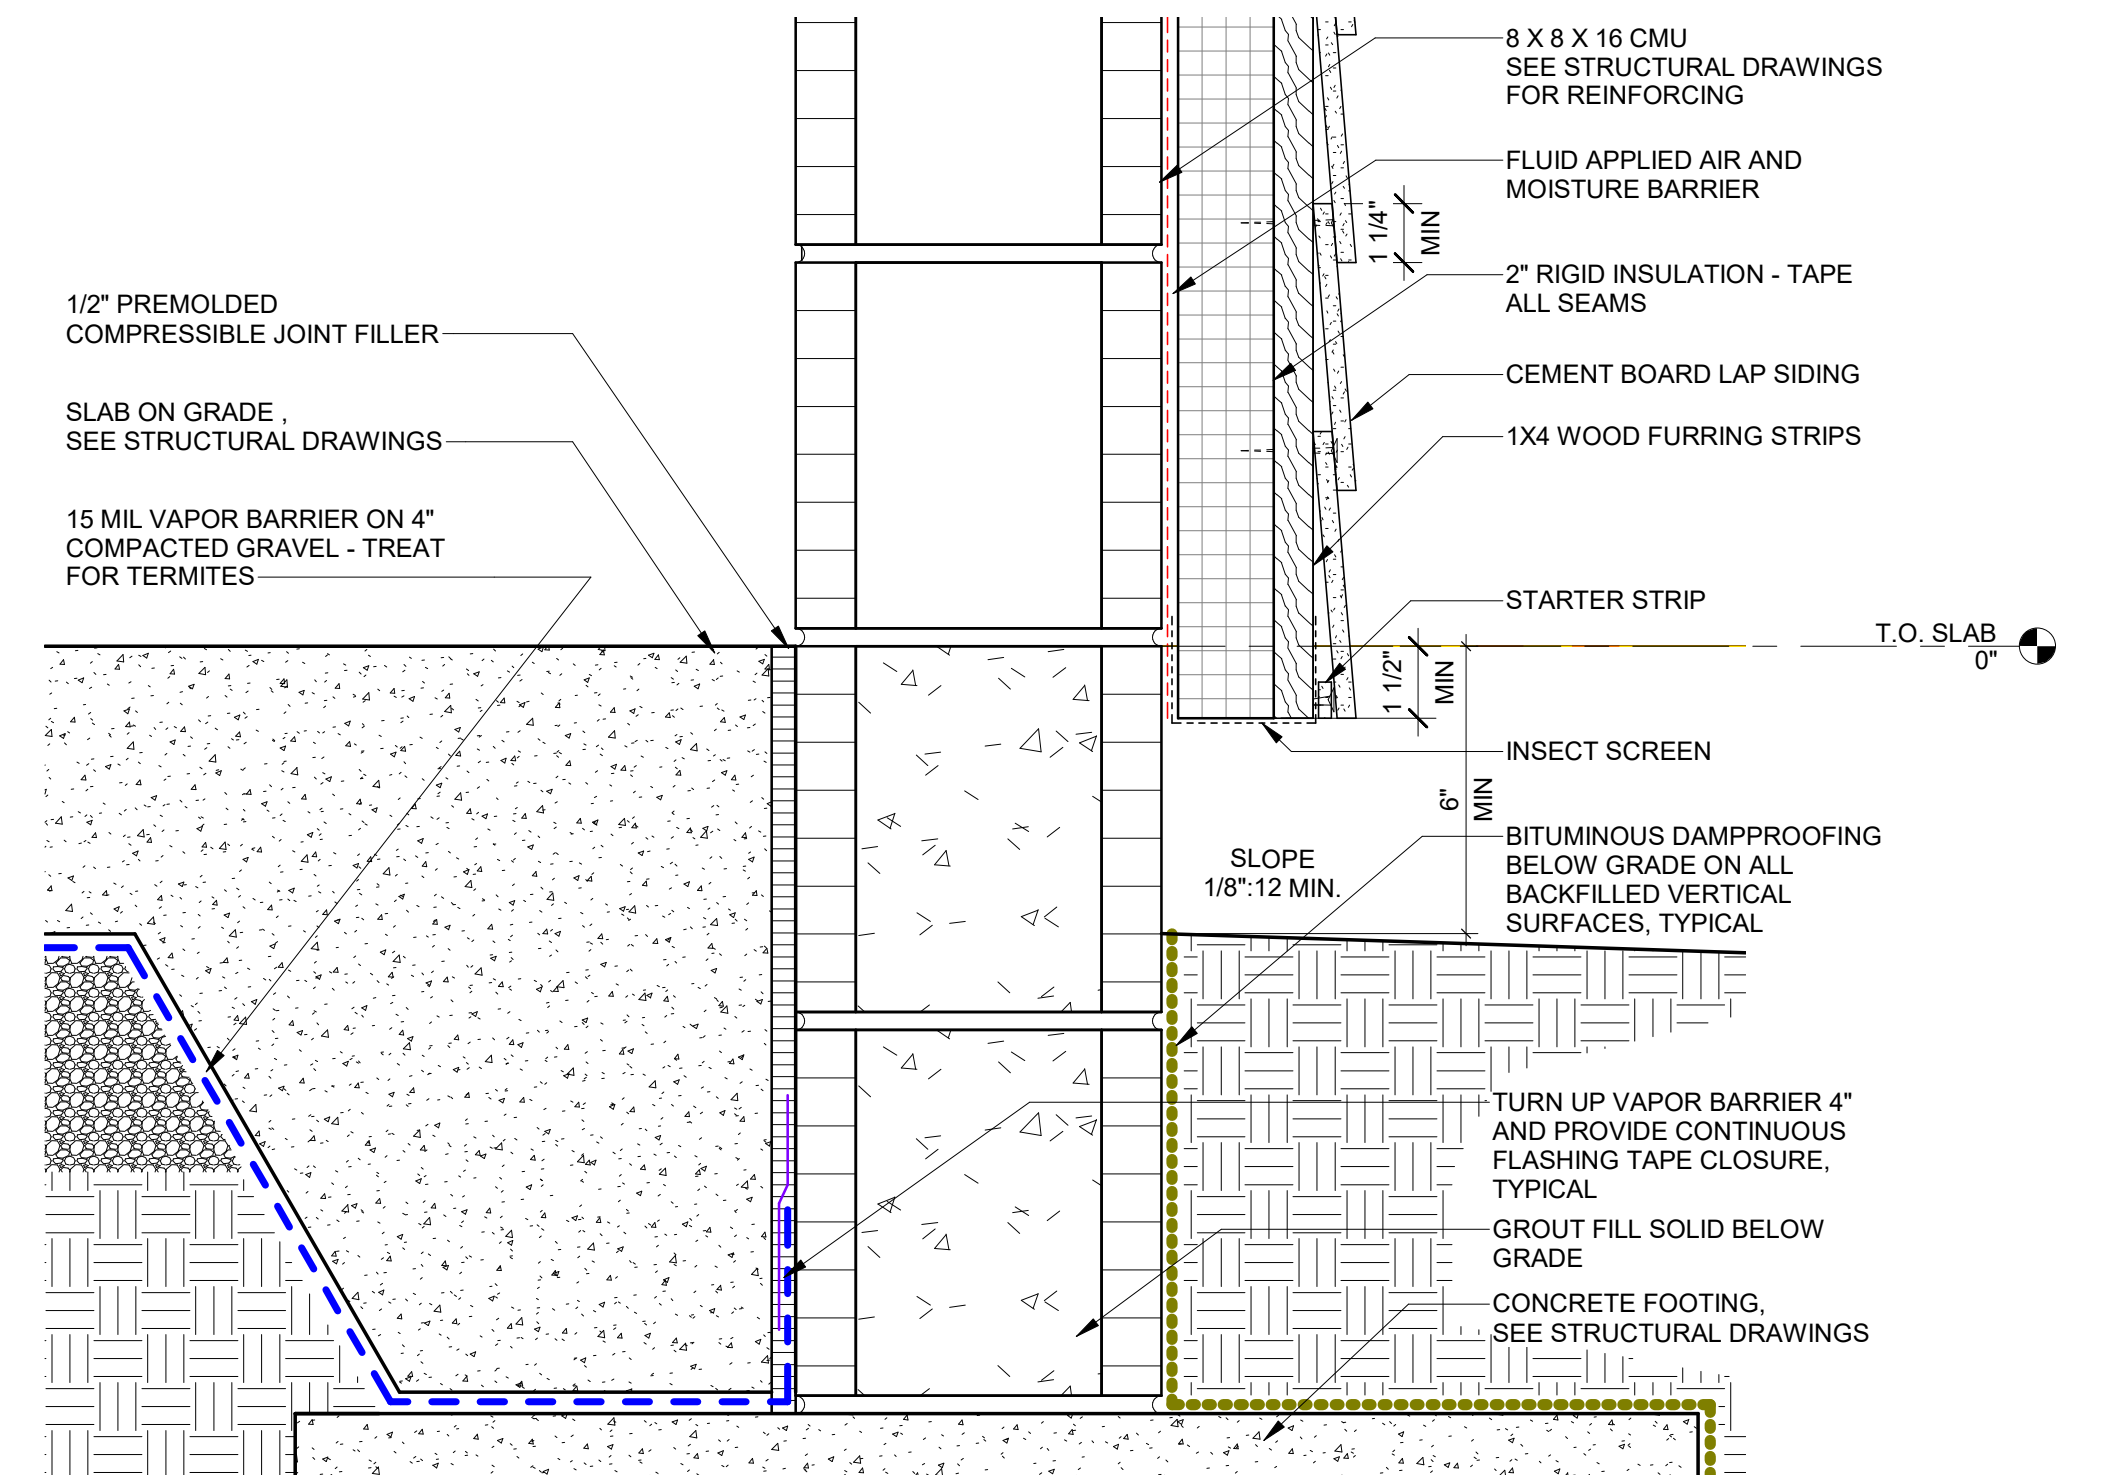 1/2" PREMOLDED
COMPRESSIBLE JOINT FILLER
SLAB ON GRADE ,
SEE STRUCTURAL DRAWINGS
15 MIL VAPOR BARRIER ON 4"
COMPACTED GRAVEL - TREAT
FOR TERMITES
8 X 8 X 16 CMU
SEE STRUCTURAL DRAWINGS
FOR REINFORCING
FLUID APPLIED AIR AND
MOISTURE BARRIER
1 1/4"
MIN
2" RIGID INSULATION - TAPE
ALL SEAMS
CEMENT BOARD LAP SIDING
1X4 WOOD FURRING STRIPS
STARTER STRIP
T.O. SLAB
0"
1 1/2"
MIN
INSECT SCREEN
6"
MIN
SLOPE
1/8":12 MIN.
BITUMINOUS DAMPPROOFING
BELOW GRADE ON ALL
BACKFILLED VERTICAL
SURFACES, TYPICAL
TURN UP VAPOR BARRIER 4"
AND PROVIDE CONTINUOUS
FLASHING TAPE CLOSURE,
TYPICAL
GROUT FILL SOLID BELOW
GRADE
CONCRETE FOOTING,
SEE STRUCTURAL DRAWINGS